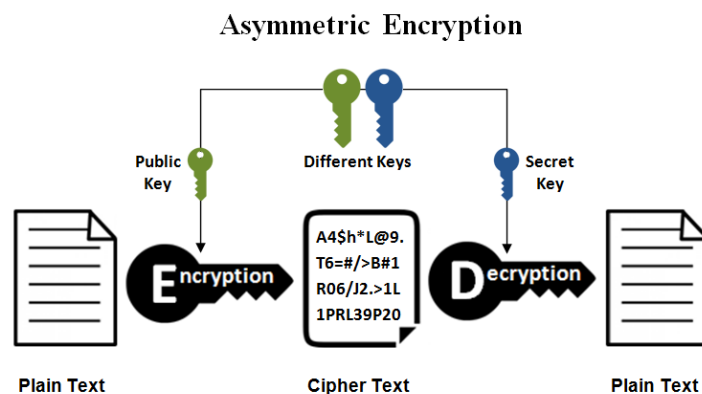 Asymmetric Encryption
Public
Key
Different Keys
Secret
Key
A4$h*L@9.
T6=#/>B#1
R06/J2.>1L
1PRL39P20
Encryption
Decryption
Plain Text
Cipher Text
Plain Text